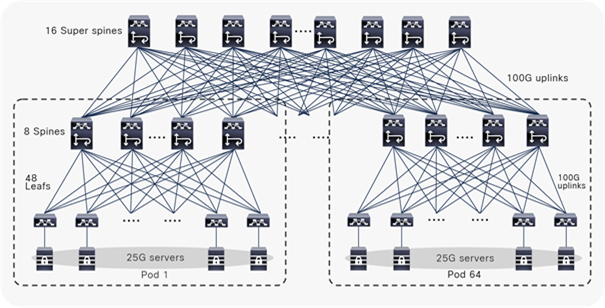 16 Super spines
100G uplinks
8 Spines
48
Leafs
100G
uplinks
25G servers
25G servers
Pod 1
Pod 64